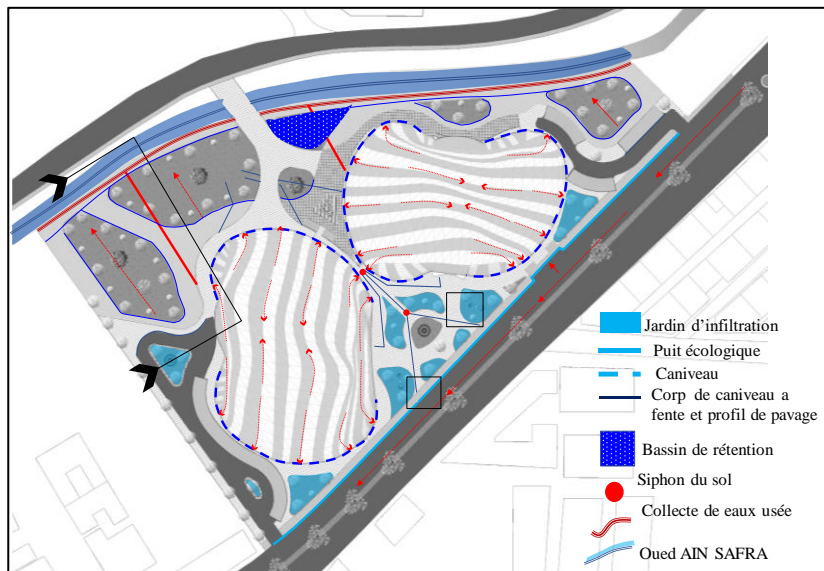 Jardin d'infiltration
Puit écologique
Caniveau
Corp de caniveau a
fente et profil de pavage
Bassin de rétention
Siphon du sol
Collecte de eaux usée
Oued AIN SAFRA